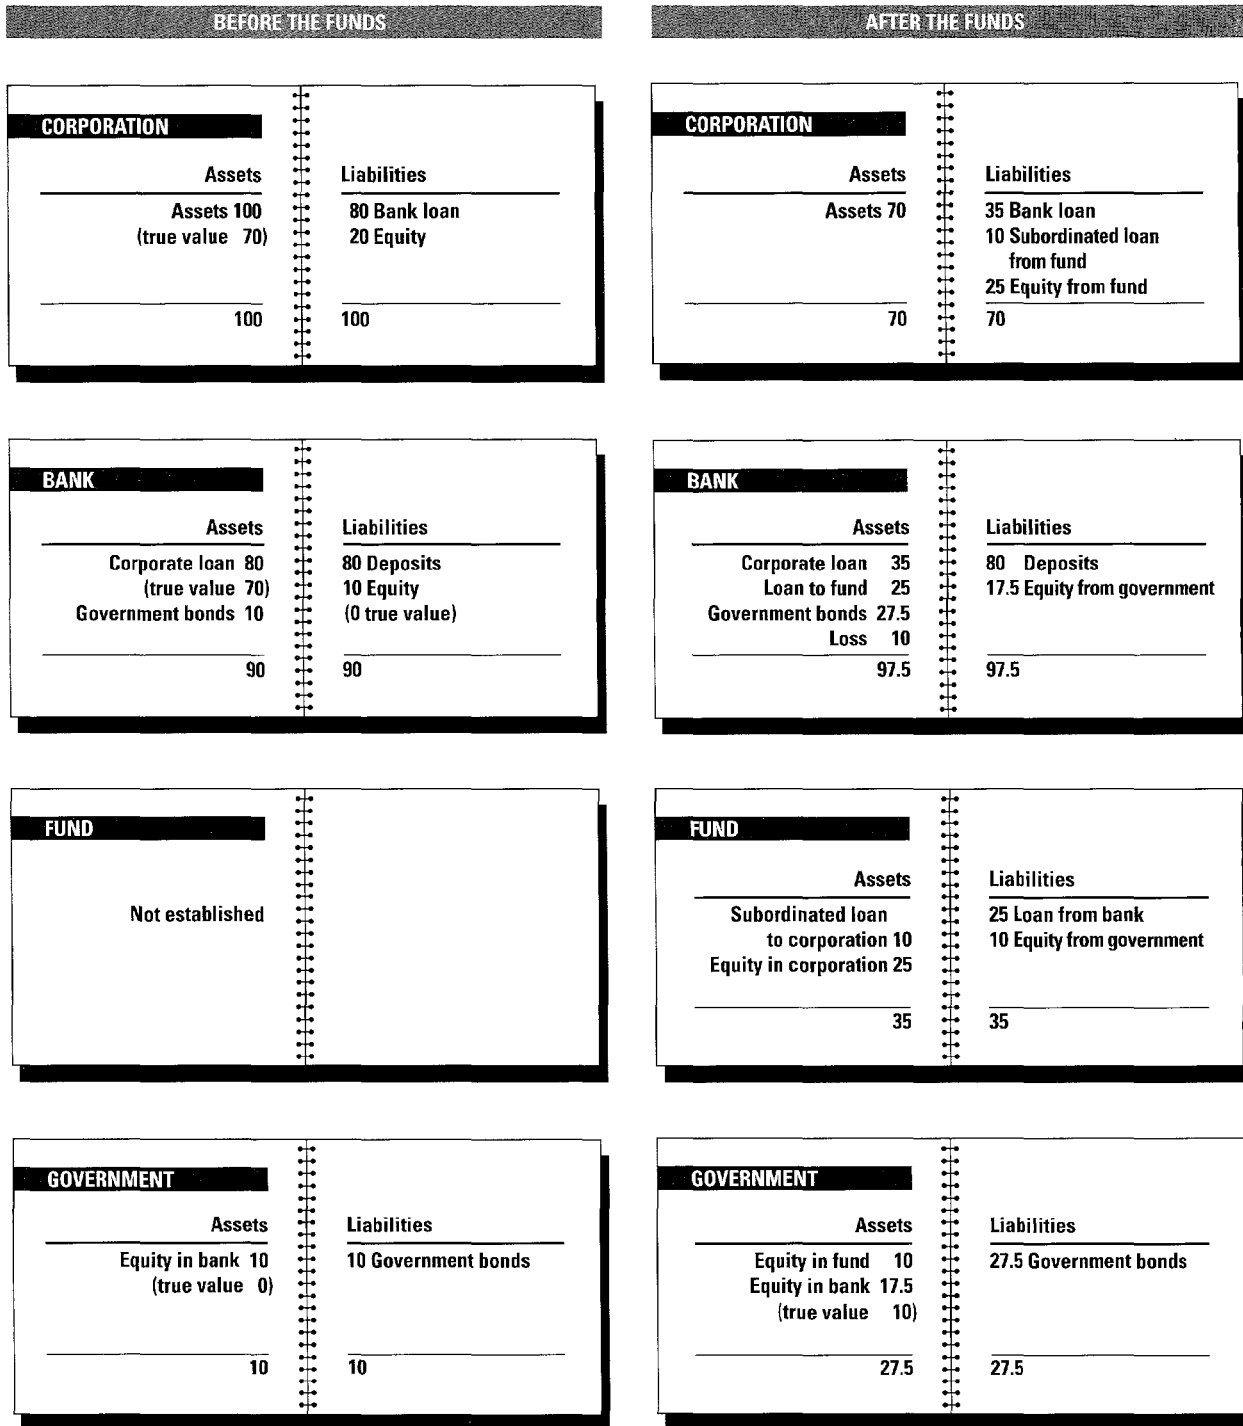 BEFORE THE FUNDS
CORPORATION
Assets
Liabilities
Assets 100
80 Bank loan
(true value 70)
20 Equity
100
100
BANK
Assets
Liabilities
Corporate loan 80
80 Deposits
(true value 70)
10 Equity
Government bonds 10
(0 true value)
90
90
FUND
Not established
GOVERNMENT
Assets
Liabilities
Equity in bank 10
10 Government bonds
(true value 0)
10
10
AFTER THE FUNDS
CORPORATION
Assets
Liabilities
Assets 70
35 Bank loan
10 Subordinated loan
from fund
25 Equity from fund
70
70
BANK
Assets
Liabilities
Corporate loan 35
80 Deposits
Loan to fund 25
17.5 Equity from government
Government bonds 27.5
Loss 10
97.5
97.5
FUND
Assets
Liabilities
Subordinated loan
25 Loan from bank
to corporation 10
10 Equity from government
Equity in corporation 25
35
35
GOVERNMENT
Assets
Liabilities
Equity in fund 10
27.5 Government bonds
Equity in bank 17.5
(true value 10)
27.5
27.5